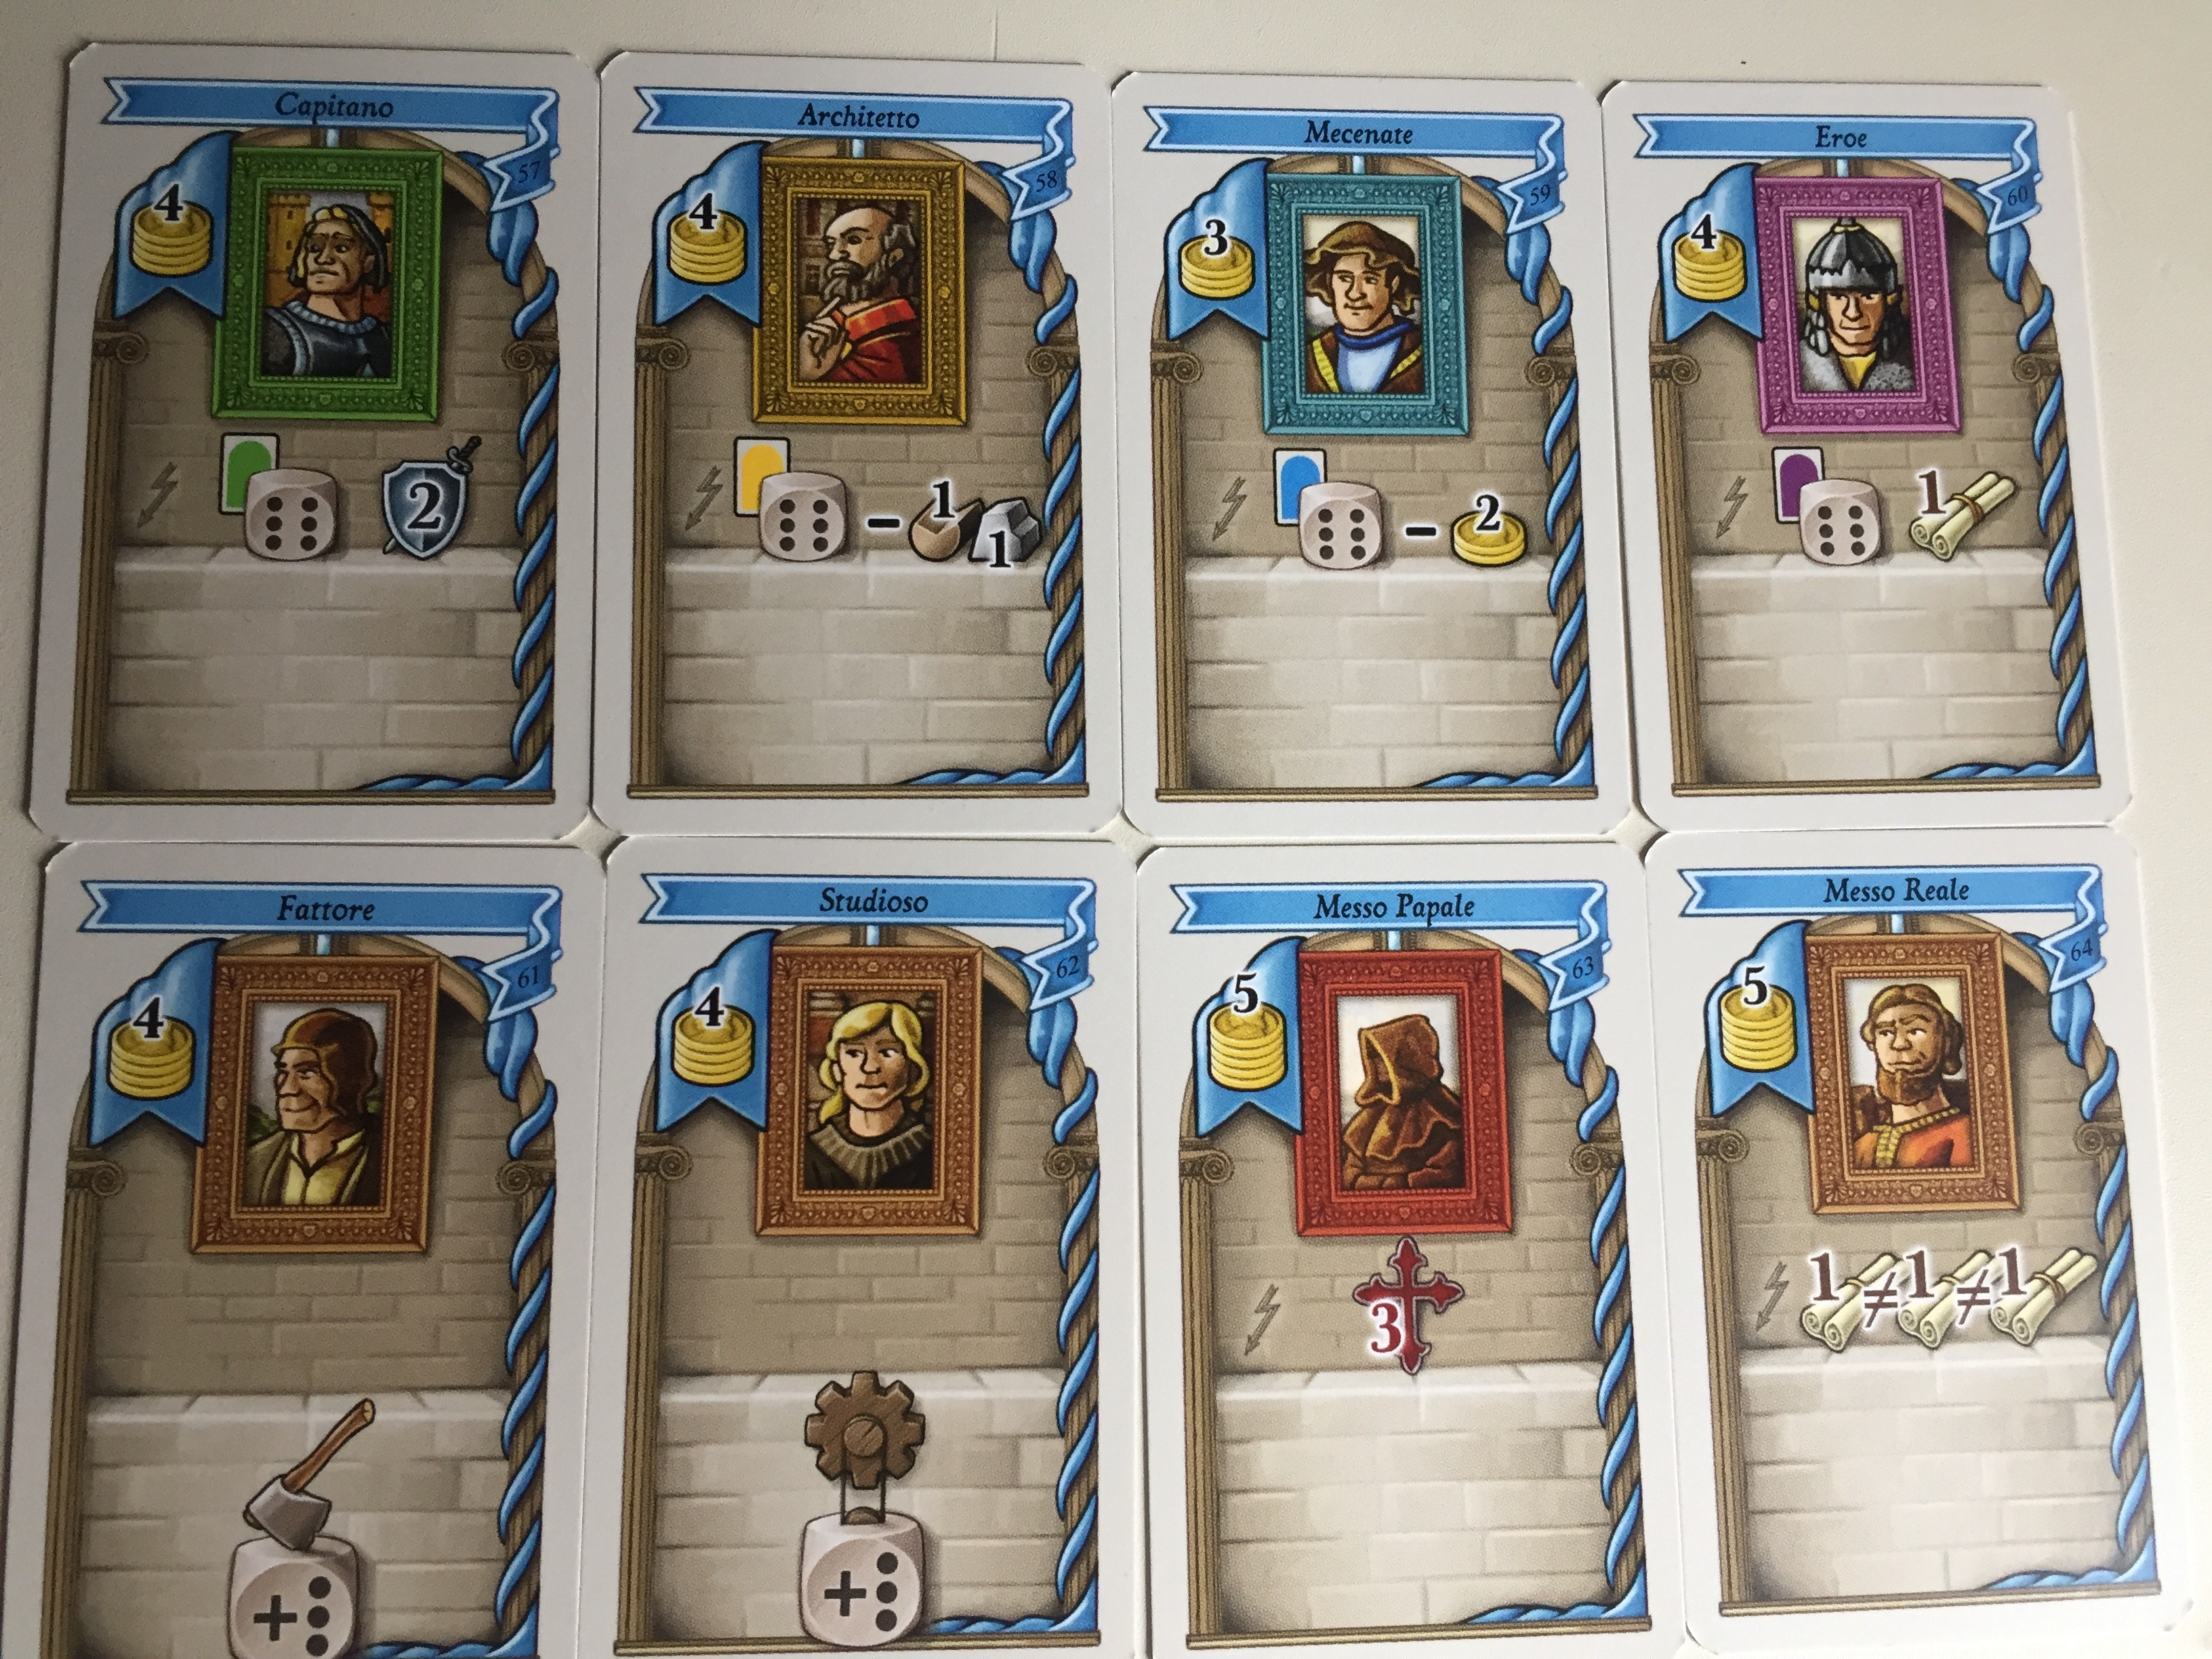 Capitano
57
4
2
Architetto
58
4
- 1
1
Mecenate
59
3
- 2
Eroe
60
4
1
Fattore
61
4
+
Studioso
62
4
+
Messo Papale
63
5
3
Messo Reale
64
5
1 ≠ 1 ≠ 1